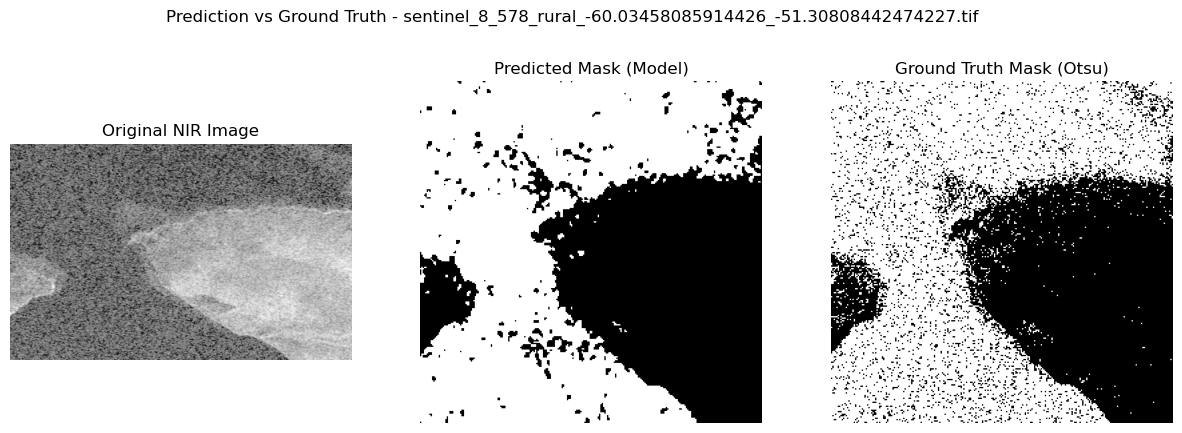 Prediction vs Ground Truth - sentinel_8_578_rural_-60.03458085914426_-51.30808442474227.tif
Original NIR Image
Predicted Mask (Model)
Ground Truth Mask (Otsu)